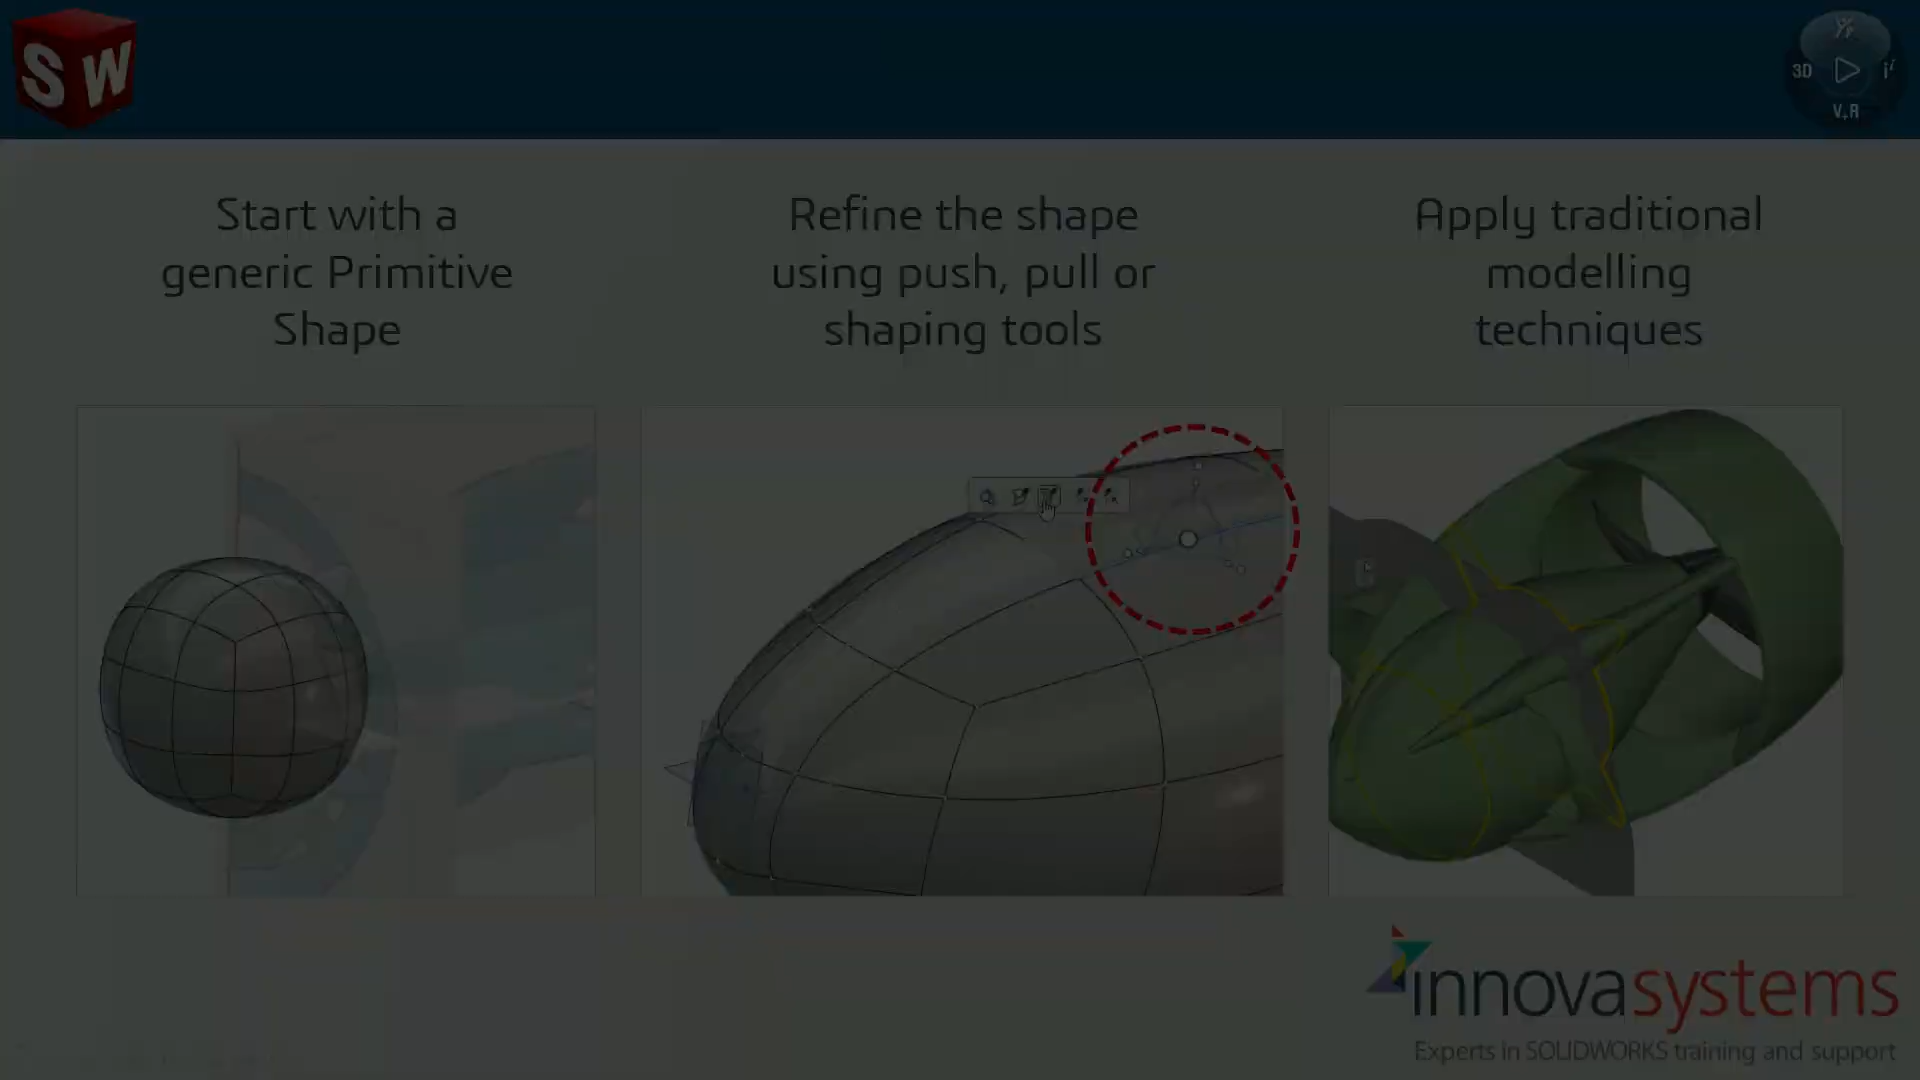 SW
3D
i
V,R
Start with a
generic Primitive
Shape
Refine the shape
using push, pull or
shaping tools
Apply traditional
modelling
techniques
innovasystems
Experts in SOLIDWORKS training and support